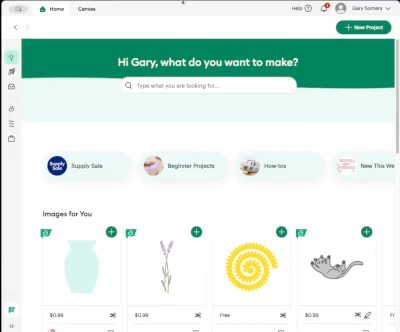 Home
Canvas
Help
Gary Somera
New Project
Hi Gary, what do you want to make?
Type what you are looking for...
Supply
Sale
Supply Sale
Beginner Projects
How-tos
New This We
Images for You
$0.99
$0.99
Free
$0.99
Fr